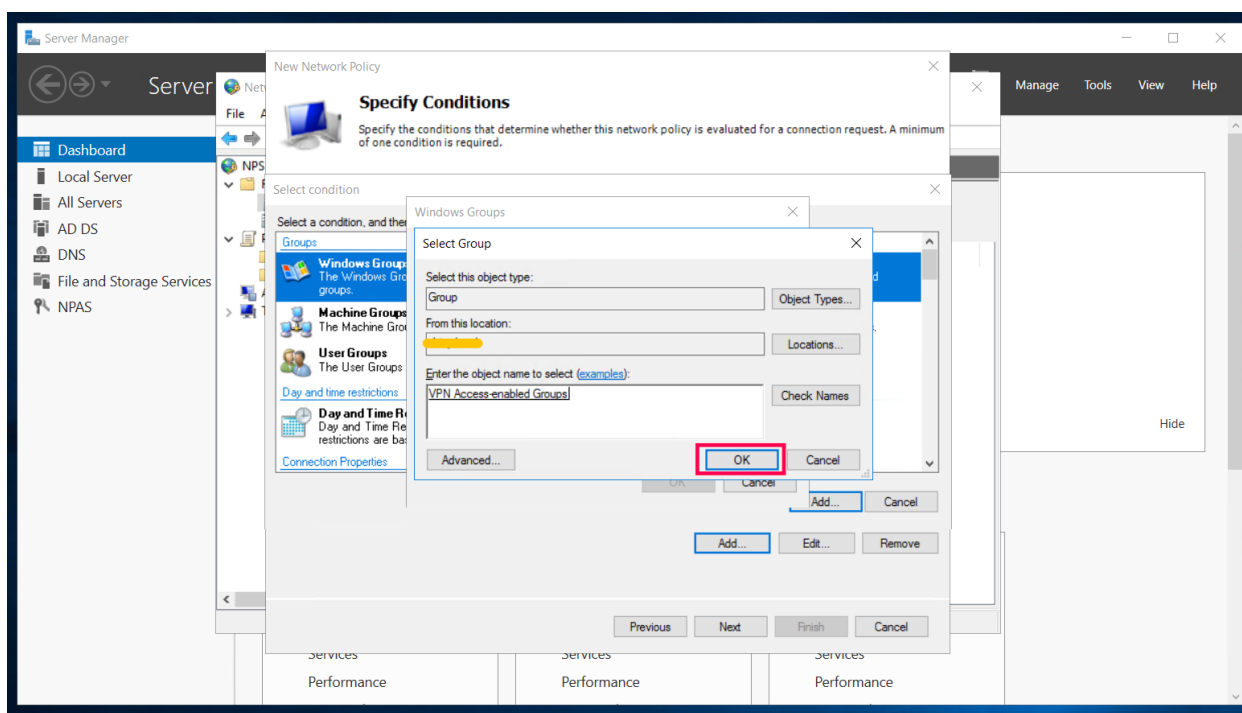 Server Manager
Server
Manage Tools View Help
Dashboard
Local Server
All Servers
AD DS
DNS
File and Storage Services
NPAS
Net
File A
NPS
New Network Policy
Specify Conditions
Specify the conditions that determine whether this network policy is evaluated for a connection request. A minimum
of one condition is required.
Select condition
Select a condition, and then
Groups
Windows Groups
The Windows Gro
groups.
Machine Groups
The Machine Grou
User Groups
The User Groups
Day and time restrictions
Day and Time Re
Day and Time Re
restrictions are bas
Connection Properties
Windows Groups
Select Group
Select this object type:
Group
Object Types...
From this location:
Locations...
Enter the object name to select (examples):
VPN Access-enabled Groups
Check Names
Advanced...
OK
Cancel
OK
Cancel
Add...
Cancel
Add...
Edit...
Remove
Previous
Next
Finish
Cancel
Hide
Services
Performance
Services
Performance
Services
Performance